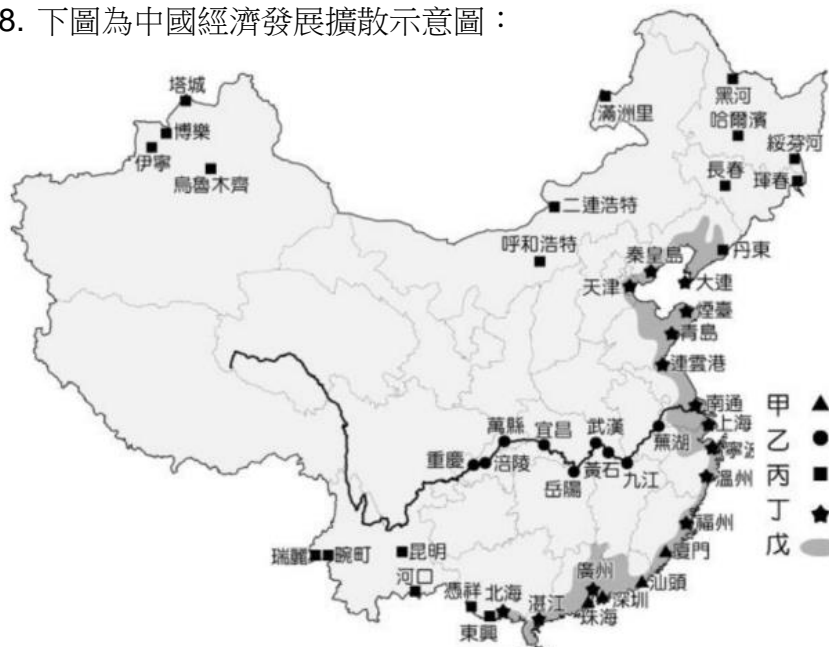 8. 下圖為中國經濟發展擴散示意圖：
塔城
博樂
伊寧
烏魯木齊
黑河
滿洲里
哈爾濱
綏芬河
長春
琿春
二連浩特
呼和浩特
丹東
秦皇島
大連
天津
煙臺
青島
連雲港
南通
上海
寧波
蕪湖
溫州
武漢
宜昌
萬縣
重慶
涪陵
黃石
岳陽
九江
福州
廈門
汕頭
廣州
深圳
珠海
湛江
北海
憑祥
東興
河口
昆明
瑞麗
畹町
甲
乙
丙
丁
戊